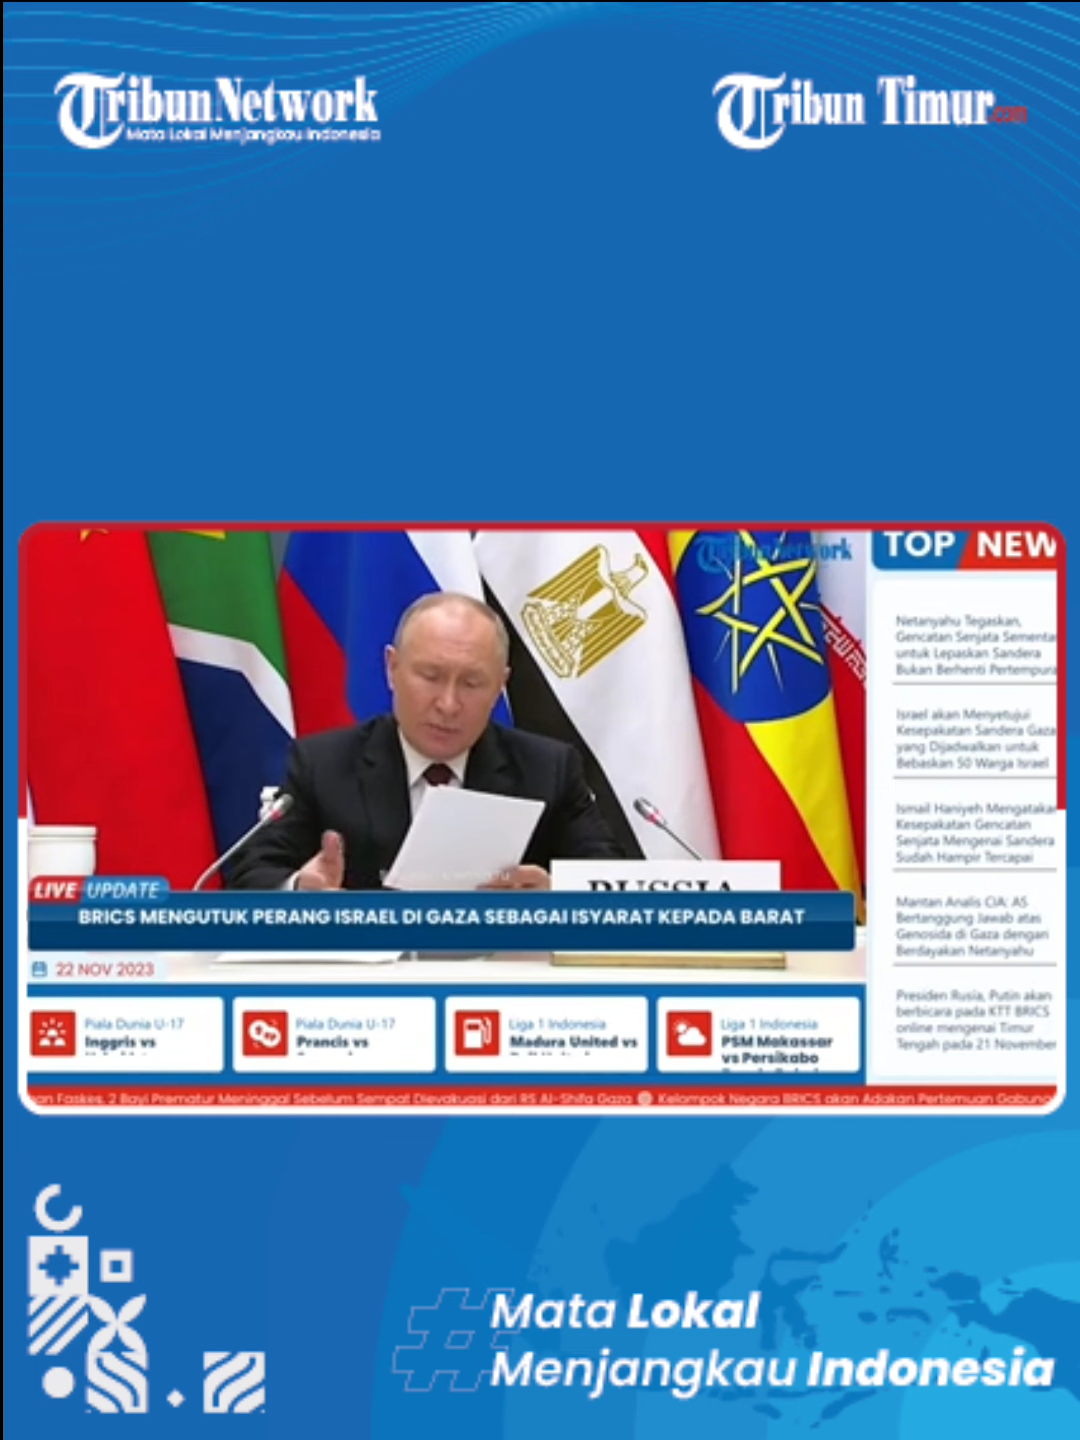 TribunNetwork
Mata Lokal Menjangkau Indonesia
Tribun Timur.com
TribunNetwork
TOP NEW
Netanyahu Tegaskan,
Gencatan Senjata Sementa
untuk Lepaskan Sandera
Bukan Berhenti Pertempura
Israel akan Menyetujui
Kesepakatan Sandera Gaza
yang Dijadwalkan untuk
Bebaskan 50 Warga Israel
Ismail Haniyeh Mengataka
Kesepakatan Gencatan
Senjata Mengenai Sandera
Sudah Hampir Tercapai
Mantan Analis CIA: AS
Bertanggung Jawab atas
Genosida di Gaza dengan
Berdayakan Netanyahu
Presiden Rusia, Putin akan
berbicara pada KTT BRICS
online mengenai Timur
Tengah pada 21 November
RUSSIA
LIVE UPDATE
BRICS MENGUTUK PERANG ISRAEL DI GAZA SEBAGAI ISYARAT KEPADA BARAT
22 NOV 2023
Piala Dunia U-17
Inggris vs
Piala Dunia U-17
Prancis vs
Liga 1 Indonesia
Madura United vs
Liga 1 Indonesia
PSM Makassar
vs Persikabo
an Faskes, 2 Bayi Prematur Meninggal Sebelum Sempat Dievakuasi dari RS Al-Shifa Gaza Kelompok Negara BRICS akan Adakan Pertemuan Gabung
#Mata Lokal
Menjangkau Indonesia